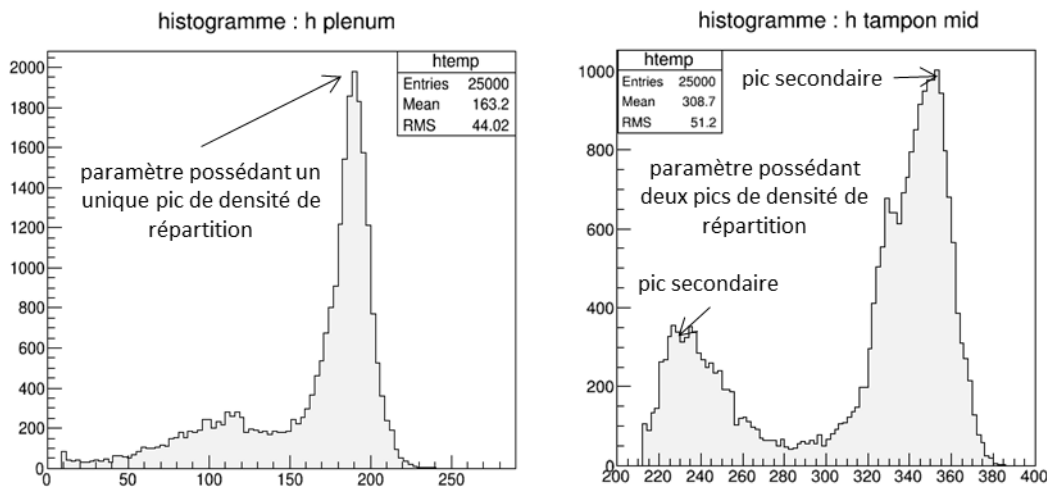 histogramme : h plenum
htemp
Entries 25000
Mean 163.2
RMS 44.02
paramètre possédant un
unique pic de densité de
répartition
2000
1800
1600
1400
1200
1000
800
600
400
200
0
0 50 100 150 200 250
histogramme : h tampon mid
htemp
Entries 25000
Mean 308.7
RMS 51.2
pic secondaire
paramètre possédant
deux pics de densité de
répartition
pic secondaire
1000
800
600
400
200
0
200 220 240 260 280 300 320 340 360 380 400